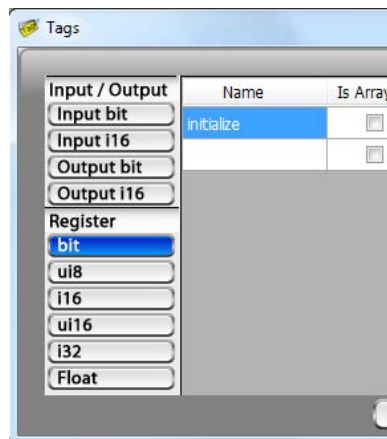 Tags
Input / Output
Input bit
Input i16
Output bit
Output i16
Register
bit
ui8
i16
ui16
i32
Float
Name Is Array
initialize